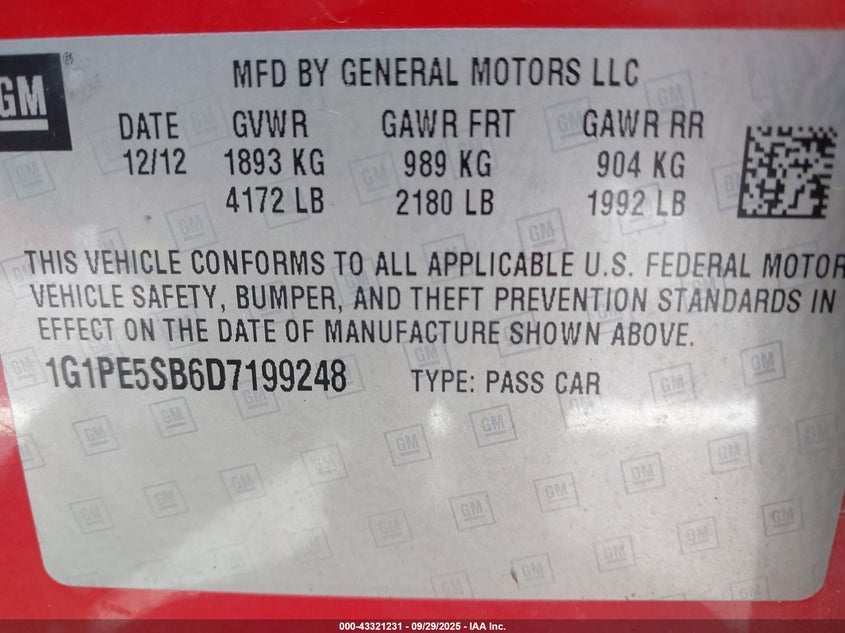 GM®
MFD BY GENERAL MOTORS LLC
DATE GVWR GAWR FRT GAWR RR
12/12 1893 KG 989 KG 904 KG
4172 LB 2180 LB 1992 LB
THIS VEHICLE CONFORMS TO ALL APPLICABLE U.S. FEDERAL MOTOR
VEHICLE SAFETY, BUMPER, AND THEFT PREVENTION STANDARDS IN
EFFECT ON THE DATE OF MANUFACTURE SHOWN ABOVE.
1G1PE5SB6D7199248 TYPE: PASS CAR
000-43321231 - 09/29/2025 - IAA Inc.